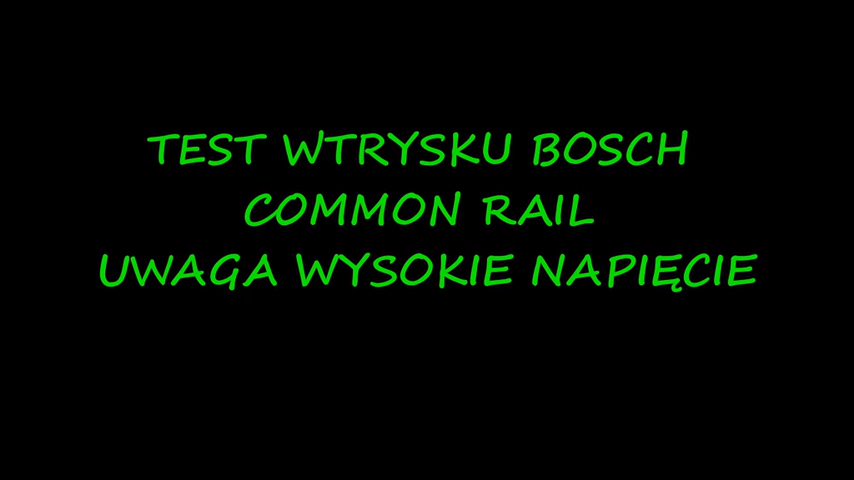 TEST WTRYSKU BOSCH
COMMON RAIL
UWAGA WYSOKIE NAPIĘCIE